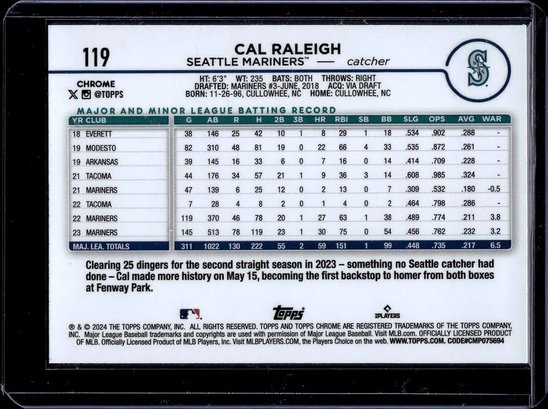 119
CAL RALEIGH
SEATTLE MARINERS — catcher
S
HT: 6'3" WT: 235 BATS: BOTH THROWS: RIGHT
DRAFTED: MARINERS #3-JUNE, 2018 ACQ: VIA DRAFT
BORN: 11-26-96, CULLOWHEE, NC HOME: CULLOWHEE, NC
CHROME
X @TOPPS
MAJOR AND MINOR LEAGUE BATTING RECORD
YR CLUB G AB R H 2B 3B HR RBI SB BB SLG OPS AVG WAR
18 EVERETT 38 146 25 42 10 1 8 29 1 18 .534 .902 .288 -
19 MODESTO 82 310 48 81 19 0 22 66 4 33 .535 .872 .261 -
19 ARKANSAS 39 145 16 33 6 0 7 16 0 14 .414 .709 .228 -
21 TACOMA 44 176 34 57 21 1 9 36 3 14 .608 .985 .324 -
21 MARINERS 47 139 6 25 12 0 2 13 0 7 .309 .532 .180 -0.5
22 TACOMA 7 28 4 8 2 0 1 2 0 2 .464 .798 .286 -
22 MARINERS 119 370 46 78 20 1 27 63 1 38 .489 .774 .211 3.8
23 MARINERS 145 513 78 119 23 1 30 75 0 54 .456 .762 .232 3.2
MAJ. LEA. TOTALS 311 1022 130 222 55 2 59 151 1 99 .448 .735 .217 6.5
Clearing 25 dingers for the second straight season in 2023 – something no Seattle catcher had
done – Cal made more history on May 15, becoming the first backstop to homer from both boxes
at Fenway Park.
Topps
PLAYERS
® & © 2024 THE TOPPS COMPANY, INC. ALL RIGHTS RESERVED. TOPPS AND TOPPS CHROME ARE REGISTERED TRADEMARKS OF THE TOPPS COMPANY,
INC. Major League Baseball trademarks and copyrights are used with permission of Major League Baseball. Visit MLB.com. OFFICIALLY LICENSED PRODUCT
OF MLB. Officially Licensed Product of MLB Players, Inc. Visit MLBPLAYERS.COM, the Players Choice on the web. WWW.TOPPS.COM. CODE#CMP075694